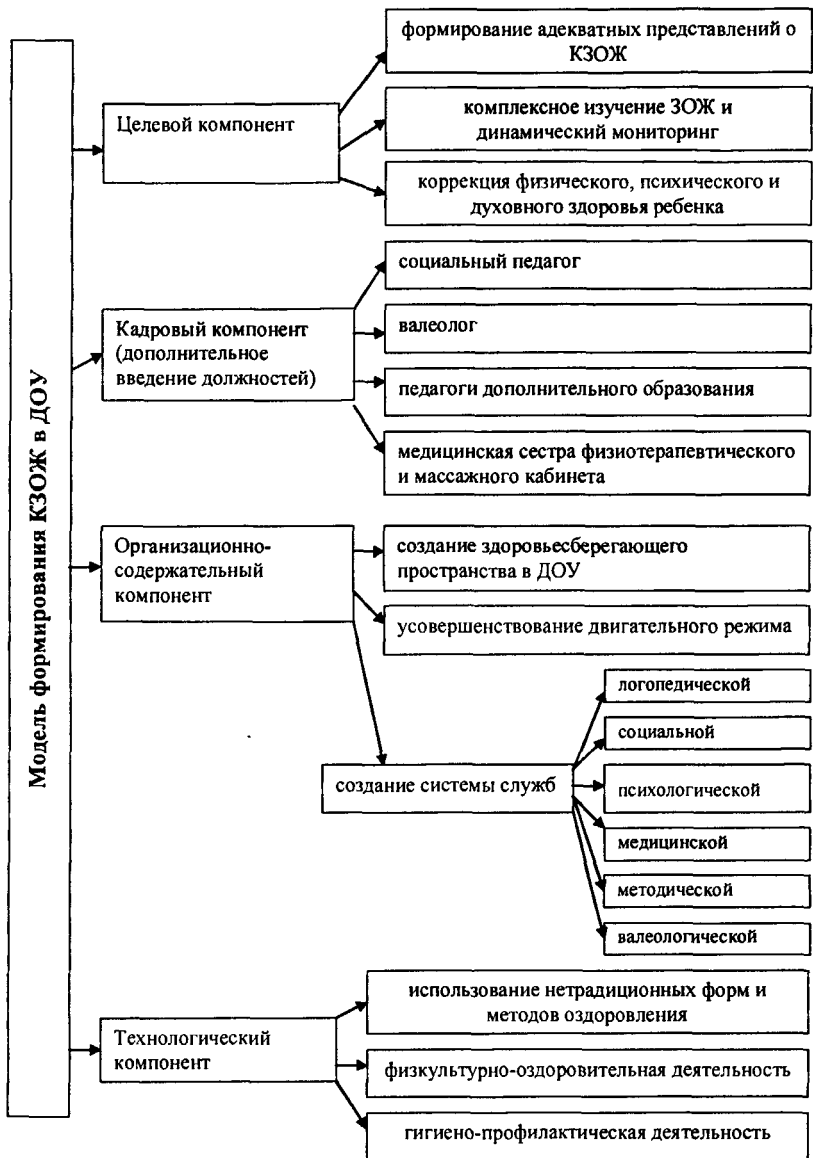 Модель формирования КЗОЖ в ДОУ
Целевой компонент
формирование адекватных представлений о
КЗОЖ
комплексное изучение ЗОЖ и
динамический мониторинг
коррекция физического, психического и
духовного здоровья ребенка
Кадровый компонент
(дополнительное
введение должностей)
социальный педагог
валеолог
педагоги дополнительного образования
медицинская сестра физиотерапевтического
и массажного кабинета
Организационно-
содержательный
компонент
создание здоровьесберегающего
пространства в ДОУ
усовершенствование двигательного режима
создание системы служб
логопедической
социальной
психологической
медицинской
методической
валеологической
Технологический
компонент
использование нетрадиционных форм и
методов оздоровления
физкультурно-оздоровительная деятельность
гигиено-профилактическая деятельность